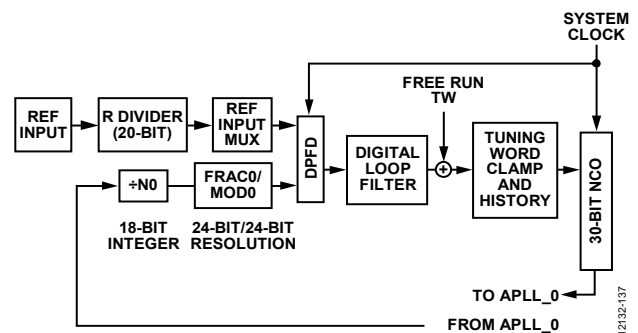 SYSTEM
CLOCK
FREE RUN
TW
REF
INPUT
R DIVIDER
(20-BIT)
REF
INPUT
MUX
DPFD
DIGITAL
LOOP
FILTER
+
TUNING
WORD
CLAMP
AND
HISTORY
30-BIT NCO
÷N0
FRAC0/
MOD0
18-BIT
INTEGER
24-BIT/24-BIT
RESOLUTION
TO APLL_0
FROM APLL_0